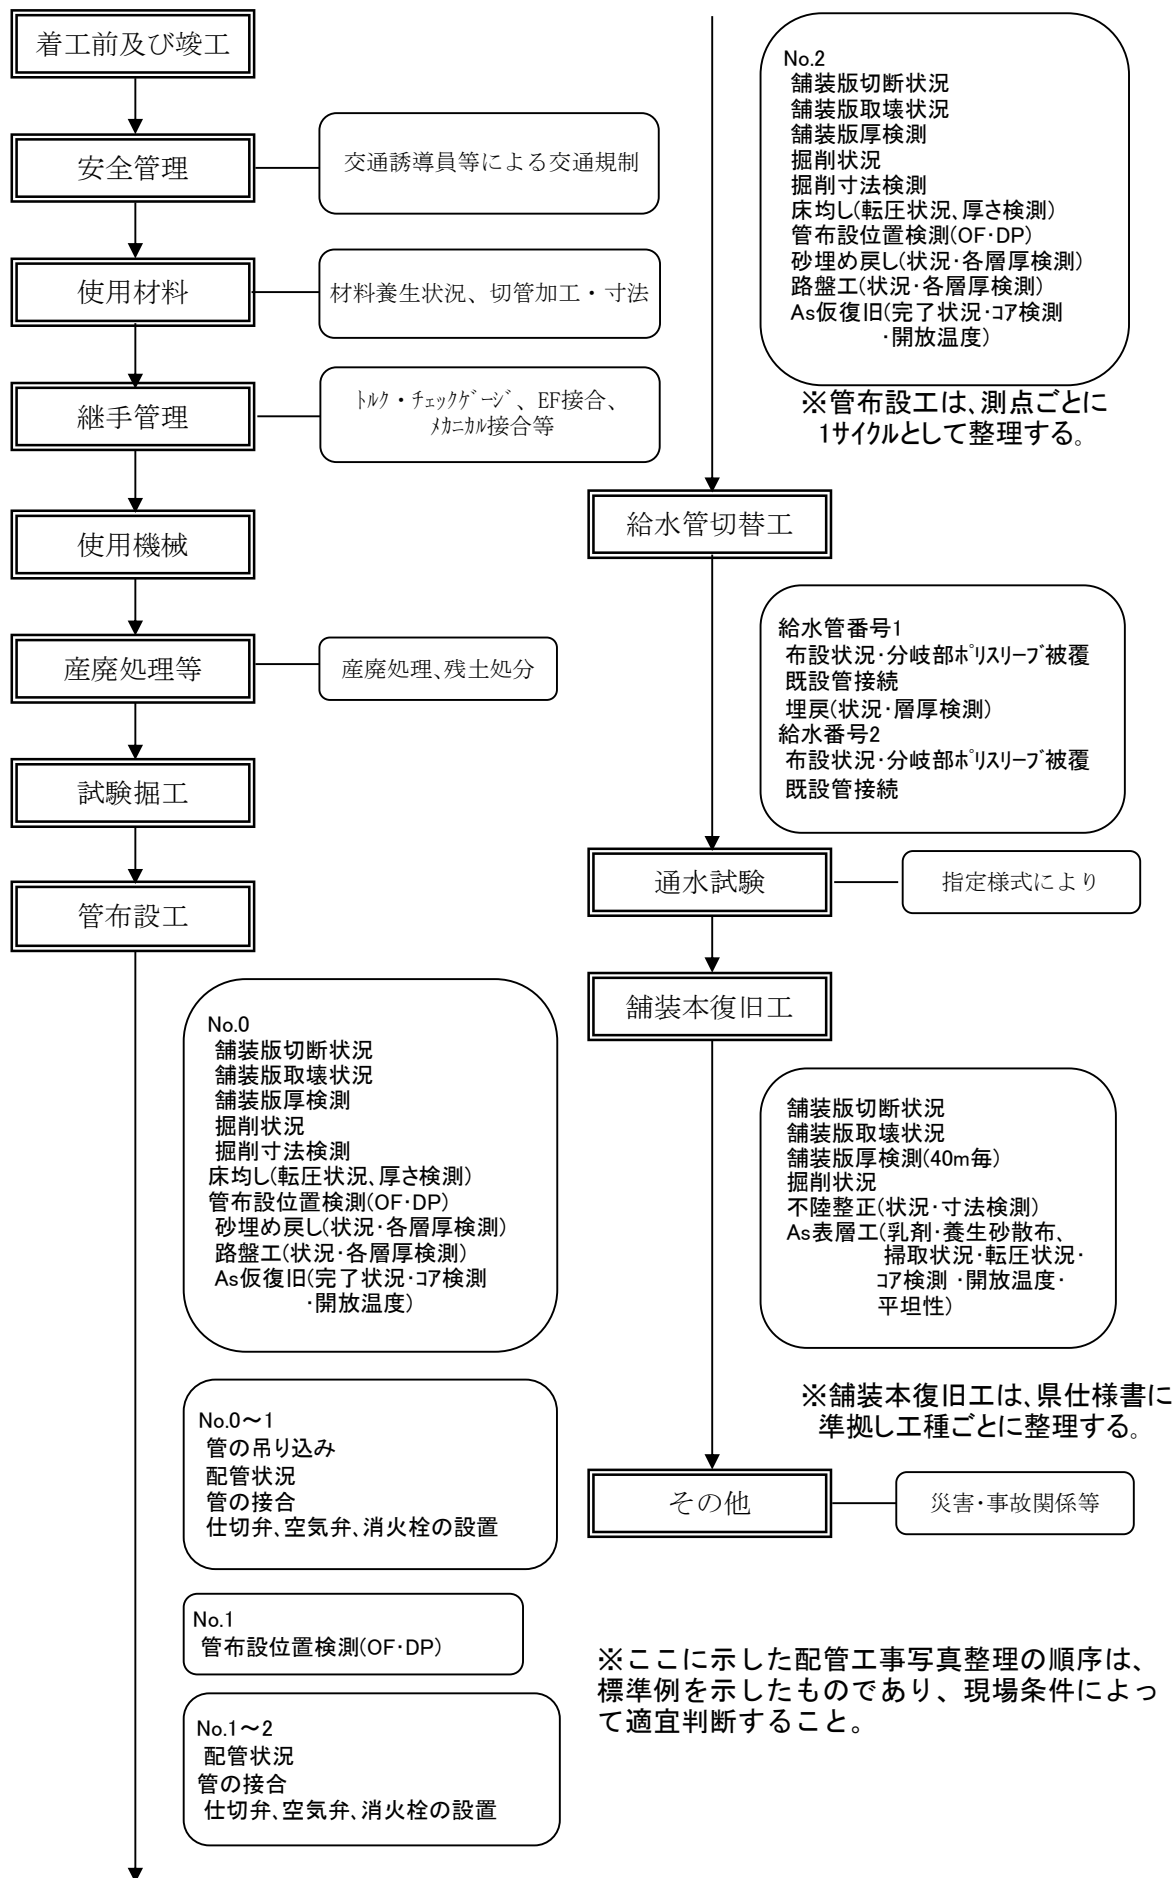 着工前及び竣工
安全管理
交通誘導員等による交通規制
使用材料
材料養生状況、切管加工・寸法
継手管理
ﾄﾙｸ・ﾁｪｯｸｹﾞｰｼﾞ、EF接合、
ﾒｶﾆｶﾙ接合等
使用機械
産廃処理等
産廃処理、残土処分
試験掘工
管布設工
No.0
舗装版切断状況
舗装版取壊状況
舗装版厚検測
掘削状況
掘削寸法検測
床均し(転圧状況、厚さ検測)
管布設位置検測(OF･DP)
砂埋め戻し(状況･各層厚検測)
路盤工(状況･各層厚検測)
As仮復旧(完了状況･ｺｱ検測
･開放温度)
No.0～1
管の吊り込み
配管状況
管の接合
仕切弁、空気弁、消火栓の設置
No.1
管布設位置検測(OF･DP)
No.1～2
配管状況
管の接合
仕切弁、空気弁、消火栓の設置
No.2
舗装版切断状況
舗装版取壊状況
舗装版厚検測
掘削状況
掘削寸法検測
床均し(転圧状況、厚さ検測)
管布設位置検測(OF･DP)
砂埋め戻し(状況･各層厚検測)
路盤工(状況･各層厚検測)
As仮復旧(完了状況･ｺｱ検測
･開放温度)
※管布設工は、測点ごとに
1ｻｲｸﾙとして整理する。
給水管切替工
給水管番号1
布設状況･分岐部ﾎﾟﾘｽﾘｰﾌﾞ被覆
既設管接続
埋戻(状況･層厚検測)
給水番号2
布設状況･分岐部ﾎﾟﾘｽﾘｰﾌﾞ被覆
既設管接続
通水試験
指定様式により
舗装本復旧工
舗装版切断状況
舗装版取壊状況
舗装版厚検測(40m毎)
掘削状況
不陸整正(状況･寸法検測)
As表層工(乳剤･養生砂散布、
掃取状況･転圧状況･
ｺｱ検測 ･開放温度･
平坦性)
※舗装本復旧工は、県仕様書に
準拠し工種ごとに整理する。
その他
災害･事故関係等
※ここに示した配管工事写真整理の順序は、
標準例を示したものであり、現場条件によっ
て適宜判断すること。